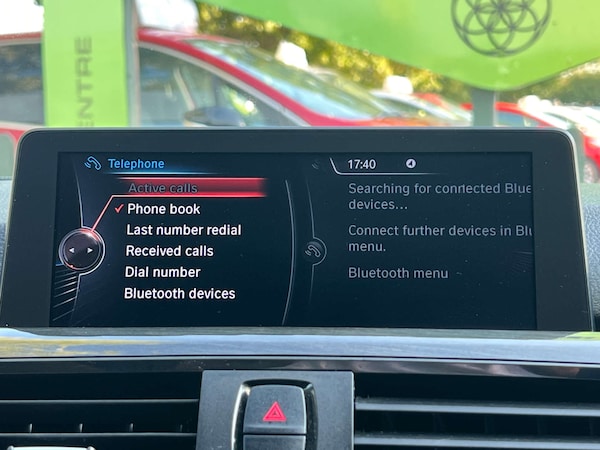 ENTRE
Telephone
17:40
Active calls
Phone book
Last number redial
Received calls
Dial number
Bluetooth devices
Searching for connected Blue
devices...
Connect further devices in Blu
menu.
Bluetooth menu